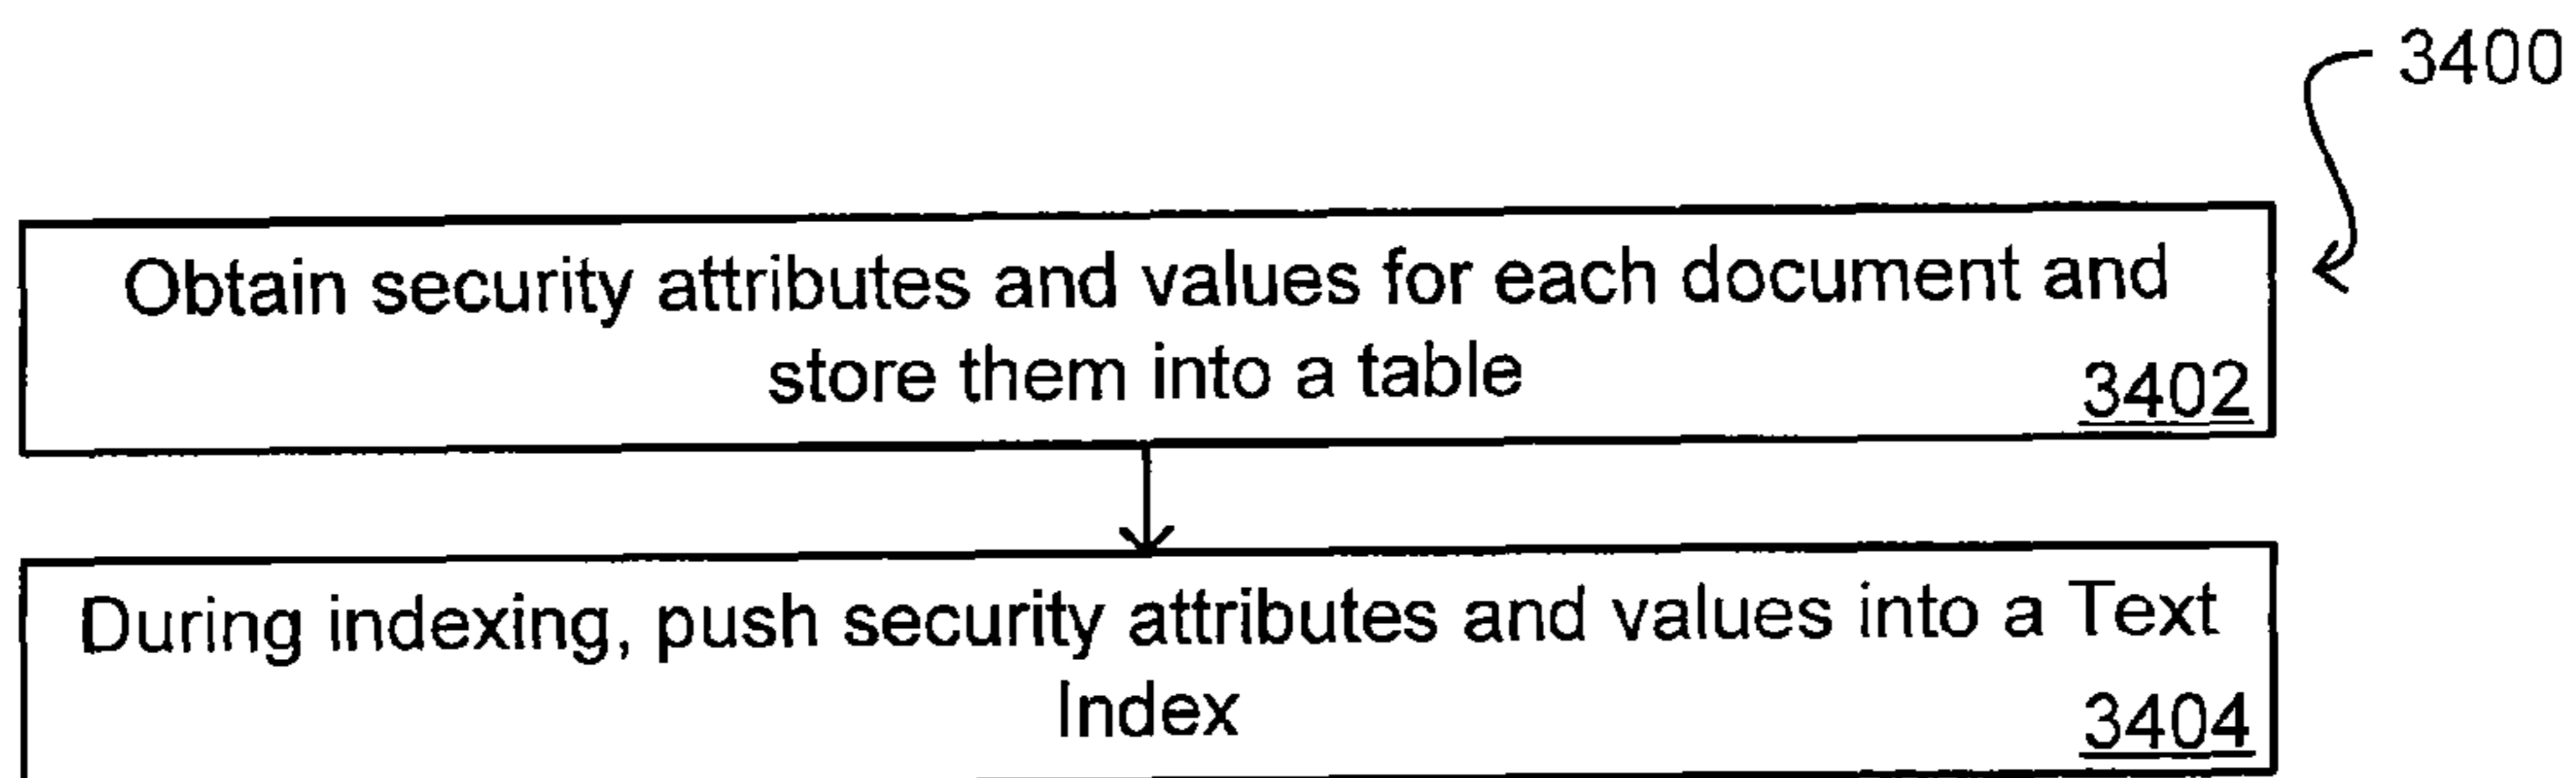 3400
Obtain security attributes and values for each document and
store them into a table
3402
During indexing, push security attributes and values into a Text
Index
3404